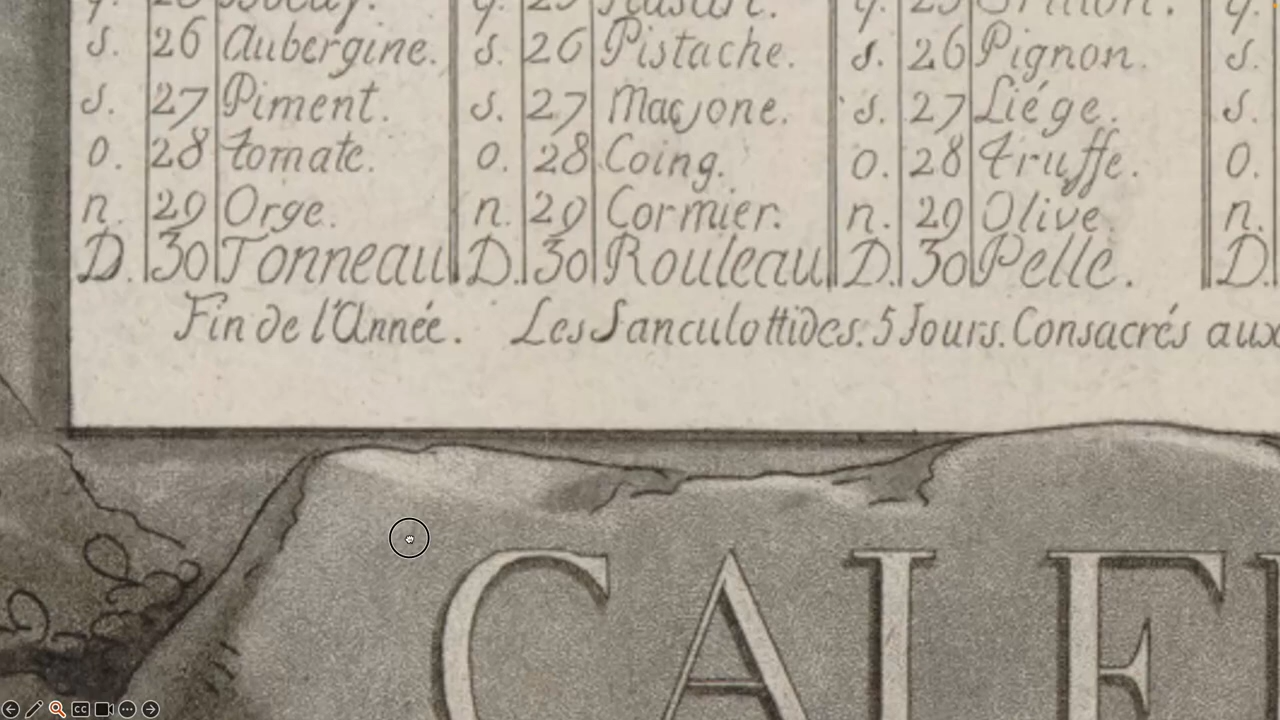 s. 26 Aubergine. s. 26 Pistache. s. 26 Pignon. s.
s. 27 Piment. s. 27 Macjone. s. 27 Liége. s.
o. 28 tomate. o. 28 Coing. o. 28 truffe. o.
n. 29 Orge. n. 29 Cormier. n. 29 Olive. n.
D. 30 Tonneau D. 30 Rouleau D. 30 Pelle. D.
Fin de l'Année. Les Sanculottides. 5 Jours. Consacrés aux
CALE